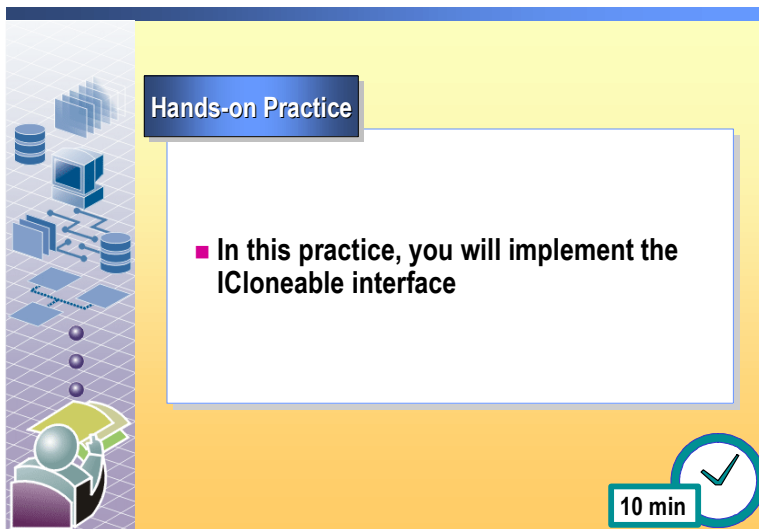 Hands-on Practice
■ In this practice, you will implement the
ICloneable interface
10 min